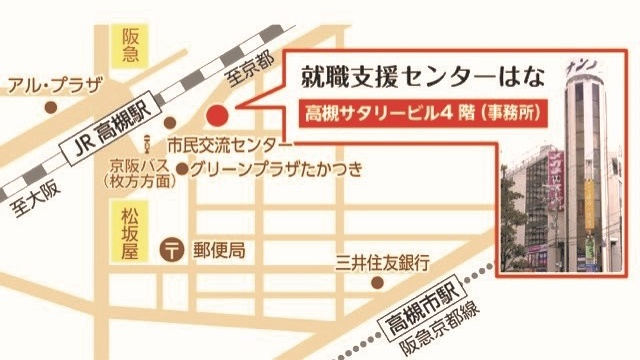 阪急
アル・プラザ
JR 高槻駅
至京都
至大阪
就職支援センターはな
高槻サタリービル4階（事務所）
市民交流センター
京阪バス
（枚方方面）
グリーンプラザたかつき
松坂屋
〒 郵便局
三井住友銀行
高槻市駅
阪急京都線